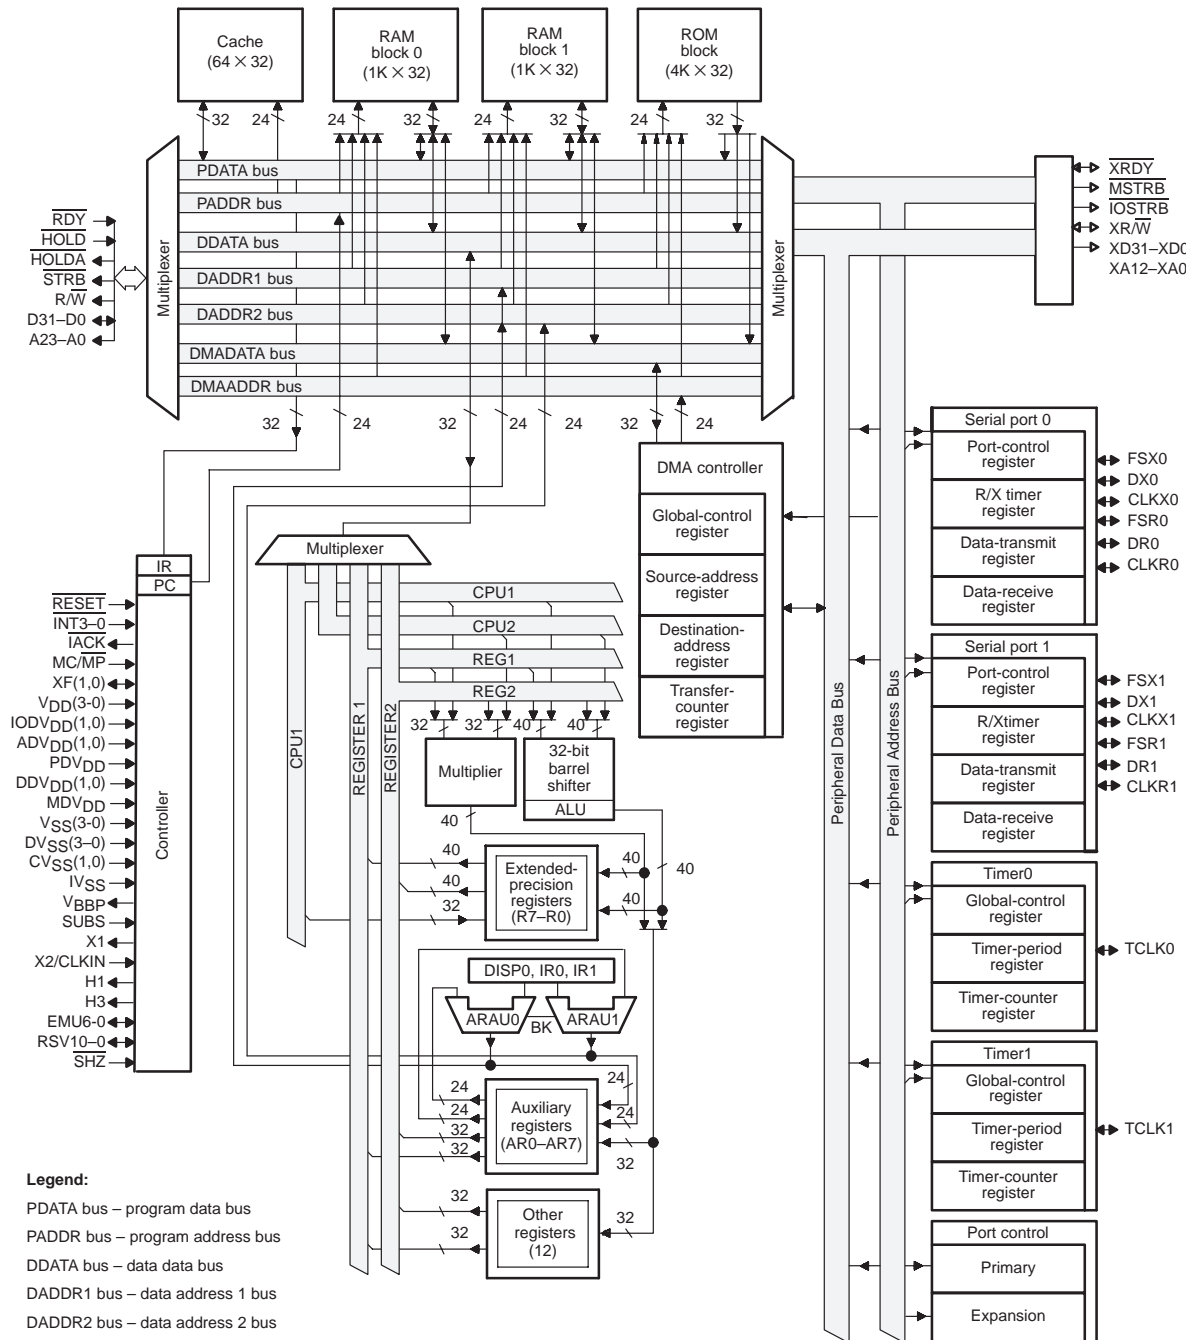 Cache
(64 × 32)
RAM
block 0
(1K × 32)
RAM
block 1
(1K × 32)
ROM
block
(4K × 32)
32
24
24
32
24
32
24
32
PDATA bus
PADDR bus
DDATA bus
DADDR1 bus
DADDR2 bus
DMADATA bus
DMAADDR bus
Multiplexer
Multiplexer
RDY
HOLD
HOLDA
STRB
R/W
D31–D0
A23–A0
XRDY
MSTRB
IOSTRB
XR/W
XD31–XD0
XA12–XA0
32
24
32
24
24
32
24
IR
PC
Controller
RESET
INT3–0
IACK
MC/MP
XF(1,0)
VDD(3-0)
IODVDD(1,0)
ADVDD(1,0)
PDVDD
DDVDD(1,0)
MDVDD
VSS(3-0)
DVSS(3–0)
CVSS(1,0)
IVSS
VBBP
SUBS
X1
X2/CLKIN
H1
H3
EMU6-0
RSV10–0
SHZ
Multiplexer
CPU1
CPU2
REG1
REG2
CPU1
REGISTER 1
REGISTER2
32
32
40
40
Multiplier
32-bit
barrel
shifter
ALU
40
40
40
32
Extended-
precision
registers
(R7–R0)
40
40
40
DISP0, IR0, IR1
ARAU0
BK
ARAU1
24
24
32
32
Auxiliary
registers
(AR0–AR7)
24
24
32
32
32
Other
registers
(12)
32
DMA controller
Global-control
register
Source-address
register
Destination-
address
register
Transfer-
counter
register
Peripheral Data Bus
Peripheral Address Bus
Serial port 0
Port-control
register
R/X timer
register
Data-transmit
register
Data-receive
register
FSX0
DX0
CLKX0
FSR0
DR0
CLKR0
Serial port 1
Port-control
register
R/Xtimer
register
Data-transmit
register
Data-receive
register
FSX1
DX1
CLKX1
FSR1
DR1
CLKR1
Timer0
Global-control
register
Timer-period
register
Timer-counter
register
TCLK0
Timer1
Global-control
register
Timer-period
register
Timer-counter
register
TCLK1
Port control
Primary
Expansion
Legend:
PDATA bus – program data bus
PADDR bus – program address bus
DDATA bus – data data bus
DADDR1 bus – data address 1 bus
DADDR2 bus – data address 2 bus